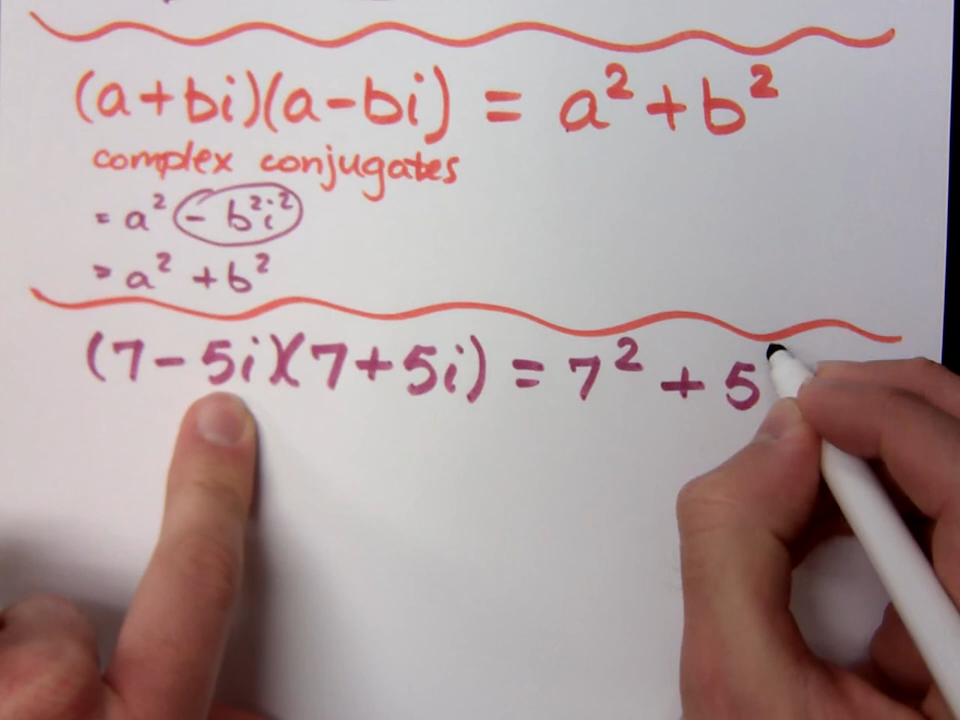 (a+bi)(a-bi) = a² + b²
complex conjugates
= a² - b²i²
= a² + b²
(7-5i)(7+5i) = 7² + 5